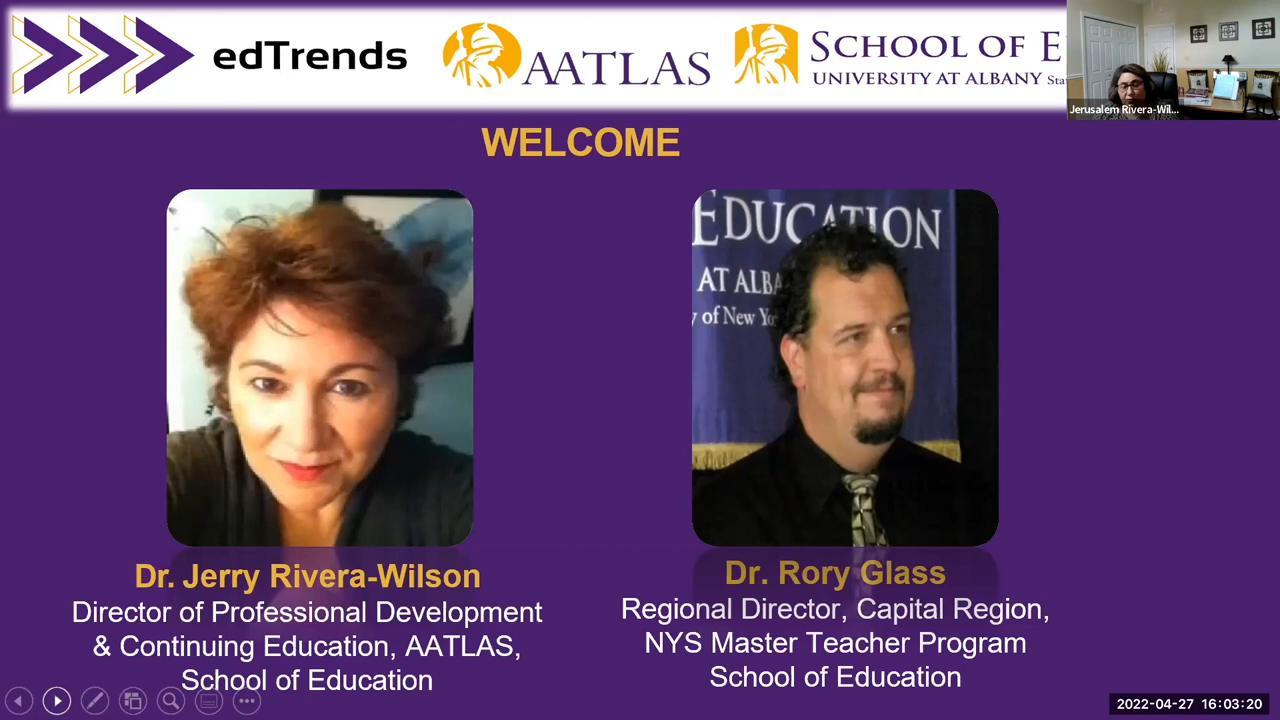 edTrends
AATLAS
SCHOOL OF E
UNIVERSITY AT ALBANY Sta
Jerusalem Rivera-Wil...
WELCOME
EDUCATION
AT ALBA
y of New Yo
Dr. Jerry Rivera-Wilson
Director of Professional Development
& Continuing Education, AATLAS,
School of Education
Dr. Rory Glass
Regional Director, Capital Region,
NYS Master Teacher Program
School of Education
2022-04-27 16:03:20